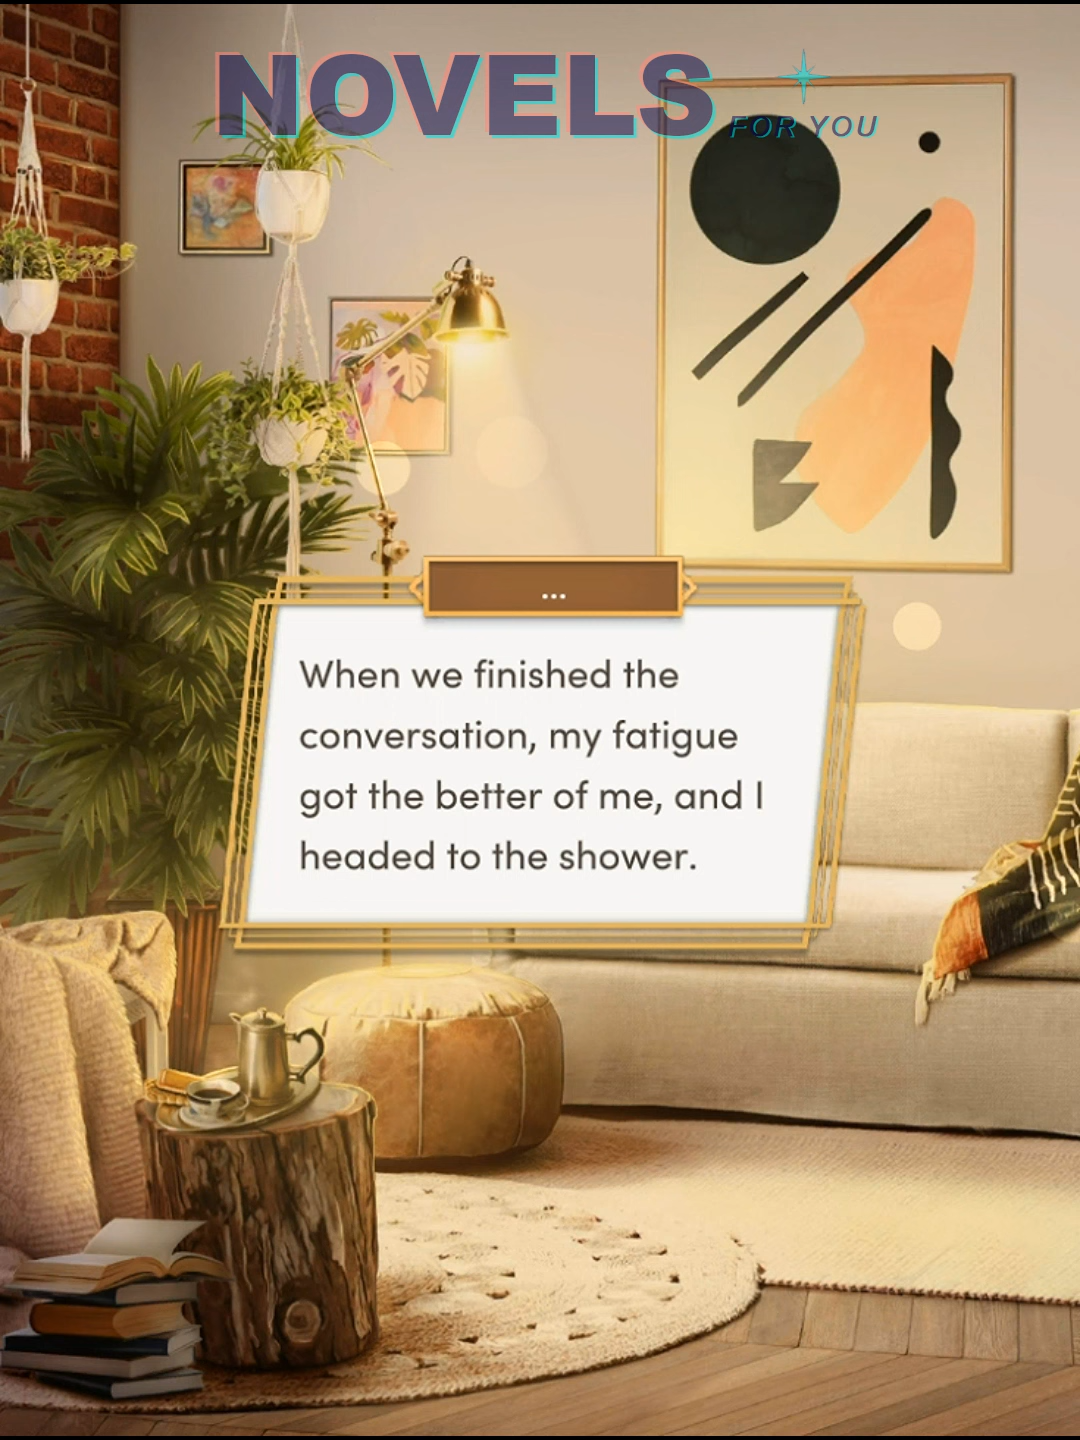 NOVELS
FOR YOU
...
When we finished the
conversation, my fatigue
got the better of me, and I
headed to the shower.